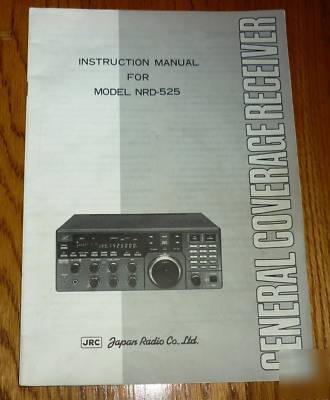 INSTRUCTION MANUAL
FOR
MODEL NRD-525
GENERAL COVERAGE RECEIVER
JRC Japan Radio Co., Ltd.